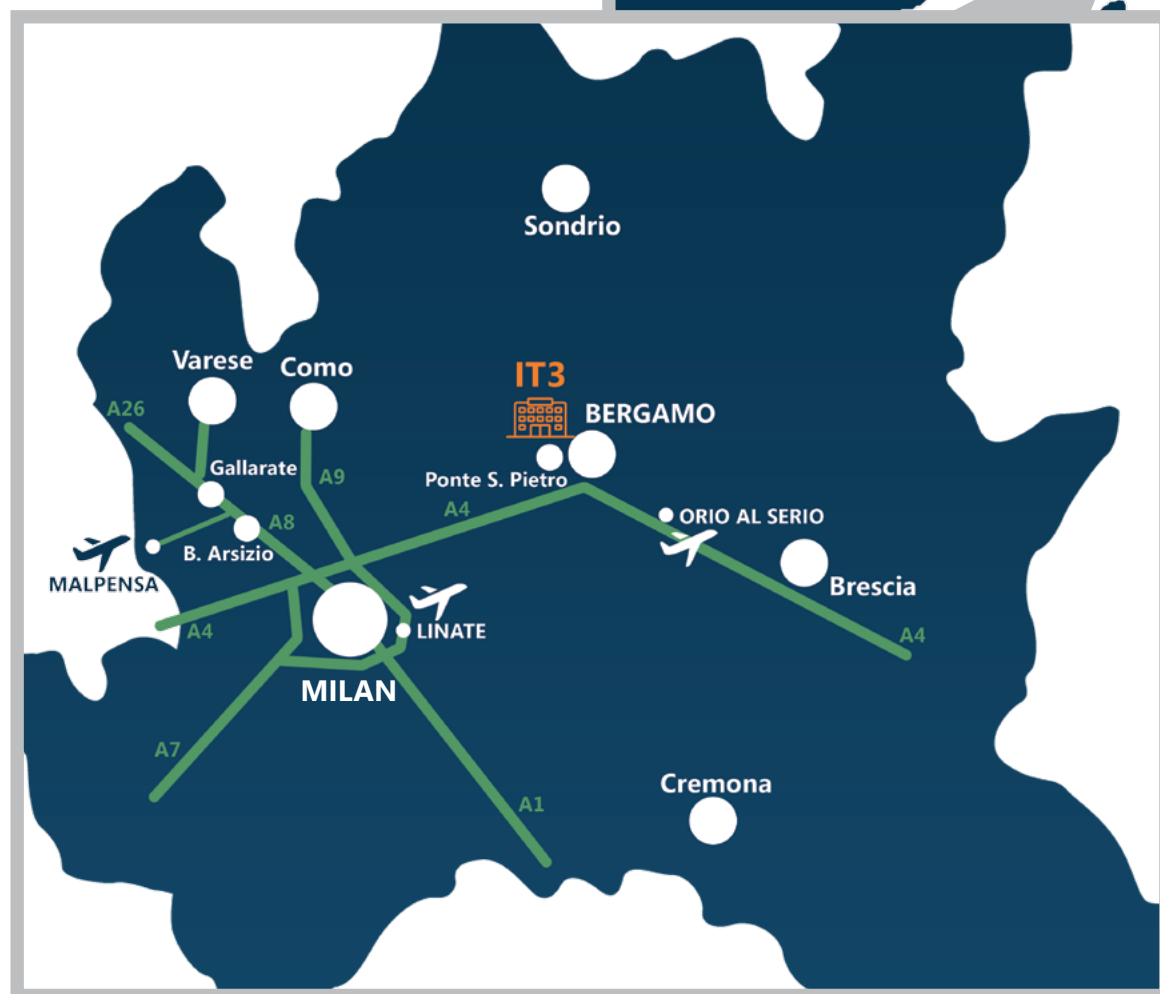 Sondrio
Varese
Como
IT3
A26
BERGAMO
Gallarate
A9
Ponte S. Pietro
A4
A8
ORIO AL SERIO
B. Arsizio
MALPENSA
Brescia
A4
LINATE
A4
MILAN
A7
Cremona
A1